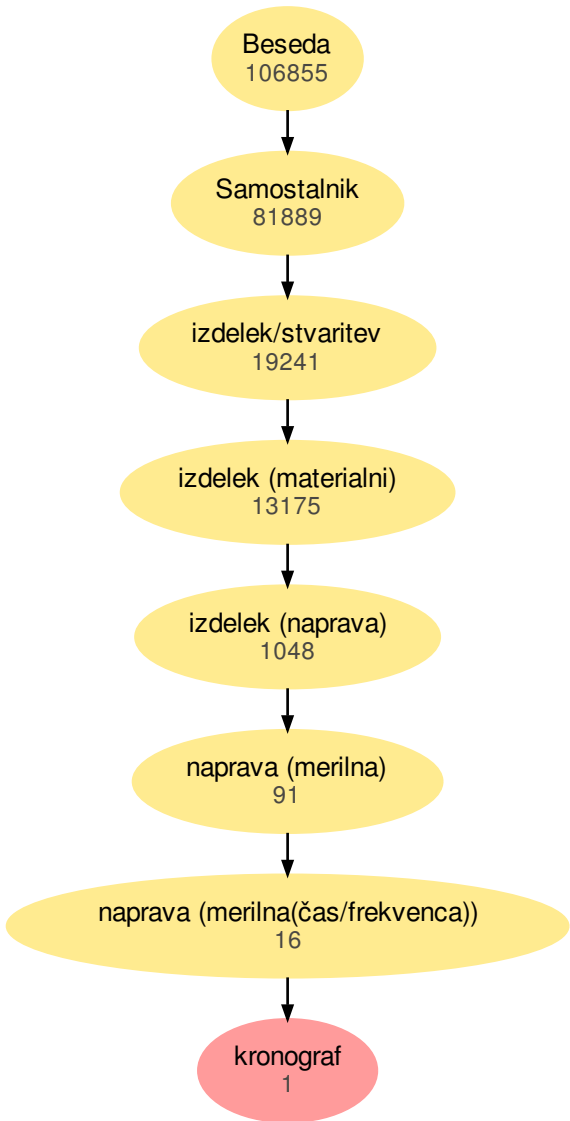 Beseda
106855
Samostalnik
81889
izdelek/stvaritev
19241
izdelek (materialni)
13175
izdelek (naprava)
1048
naprava (merilna)
91
naprava (merilna(čas/frekvenca))
16
kronograf
1